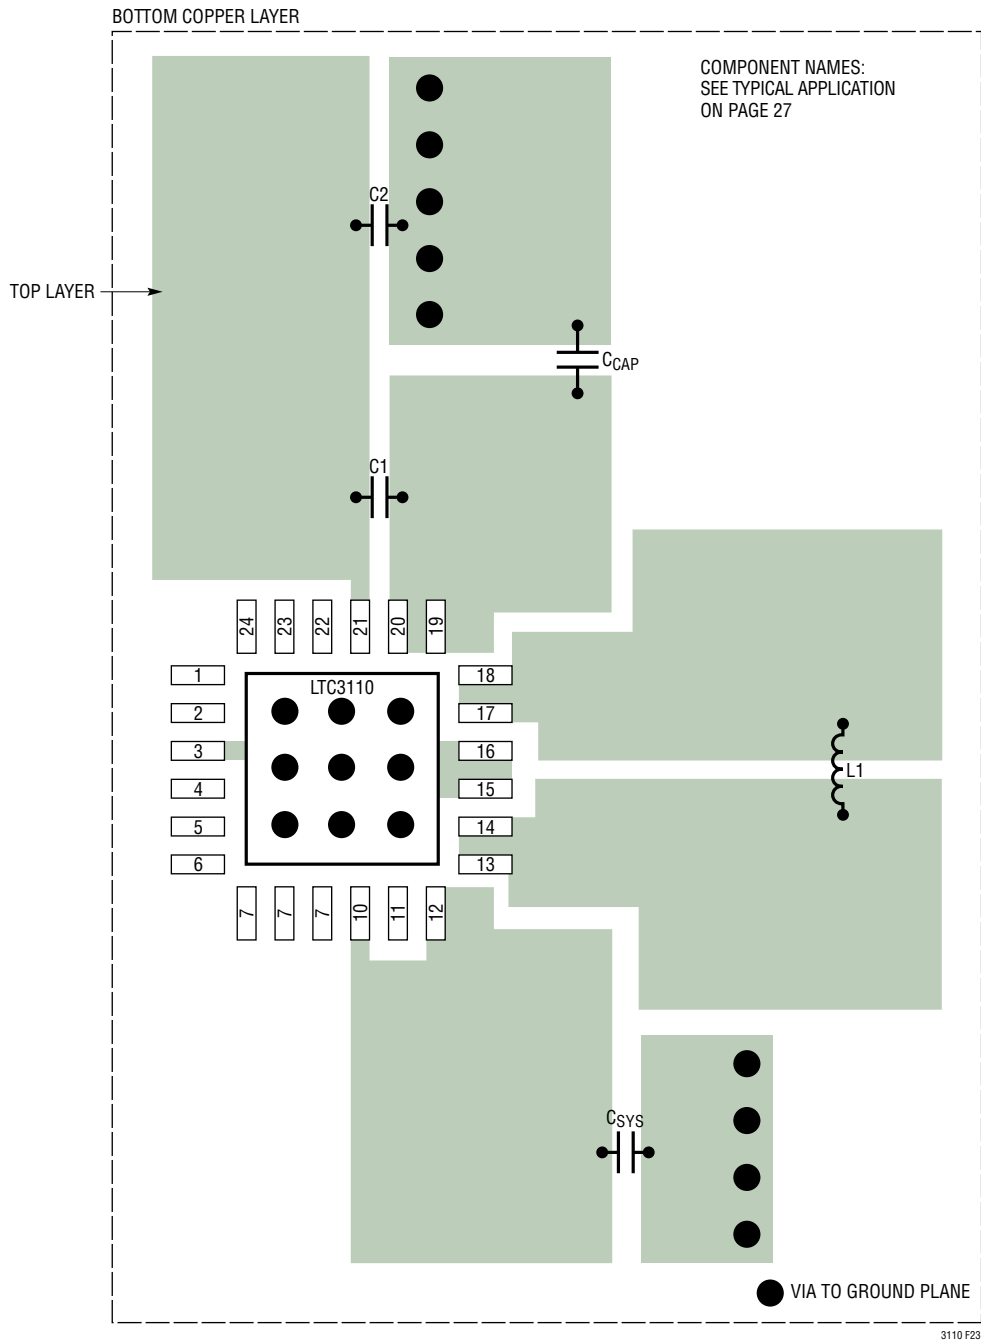 BOTTOM COPPER LAYER
COMPONENT NAMES:
SEE TYPICAL APPLICATION
ON PAGE 27
C2
TOP LAYER
CCAP
C1
24 23 22 21 20 19
1
2
3
4
5
6
LTC3110
18
17
16
15
14
13
L1
7 7 7 10 11 12
CSYS
VIA TO GROUND PLANE
3110 F23